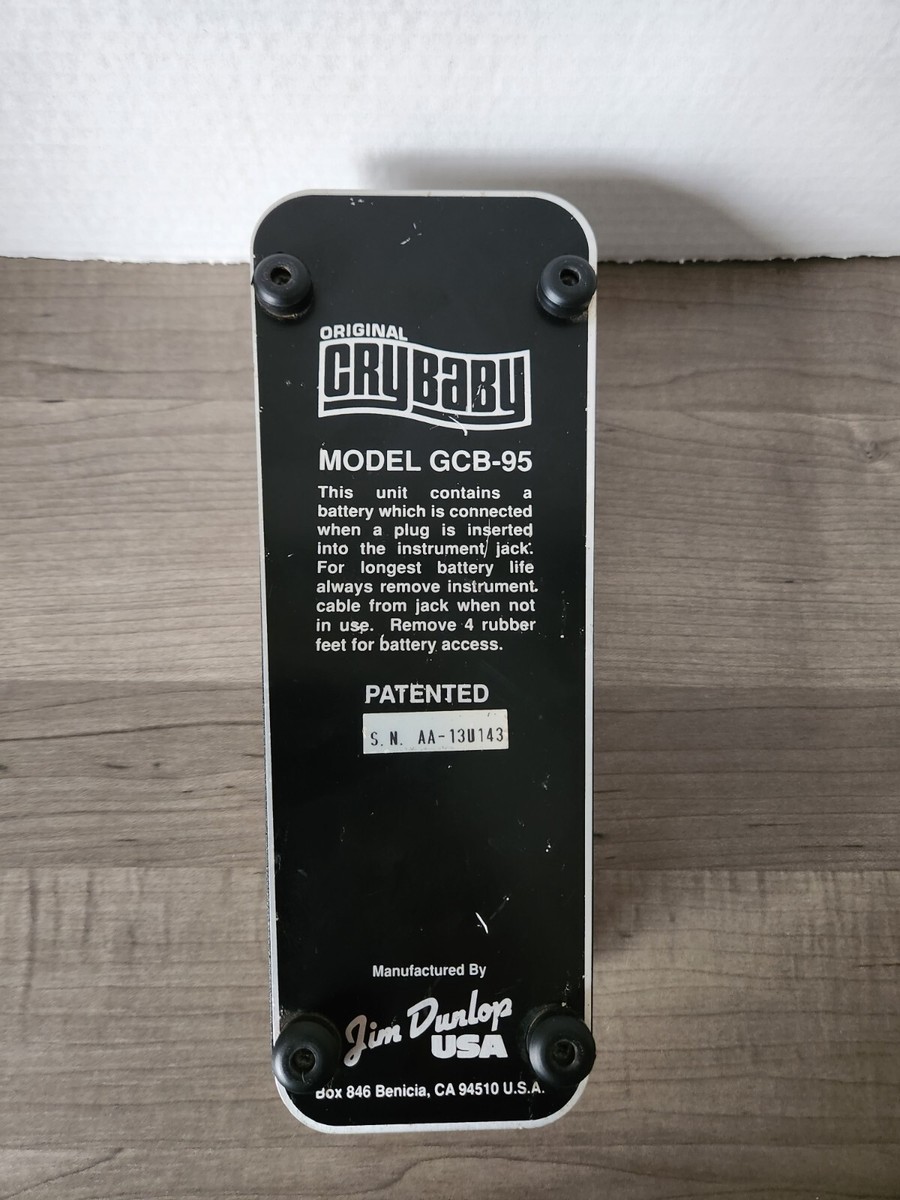 ORIGINAL
CRYBABY
MODEL GCB-95
This unit contains a
battery which is connected
when a plug is inserted
into the instrument jack.
For longest battery life
always remove instrument
cable from jack when not
in use. Remove 4 rubber
feet for battery access.
PATENTED
S.N. AA-13U143
Manufactured By
Jim Dunlop
USA
Box 846 Benicia, CA 94510 U.S.A.